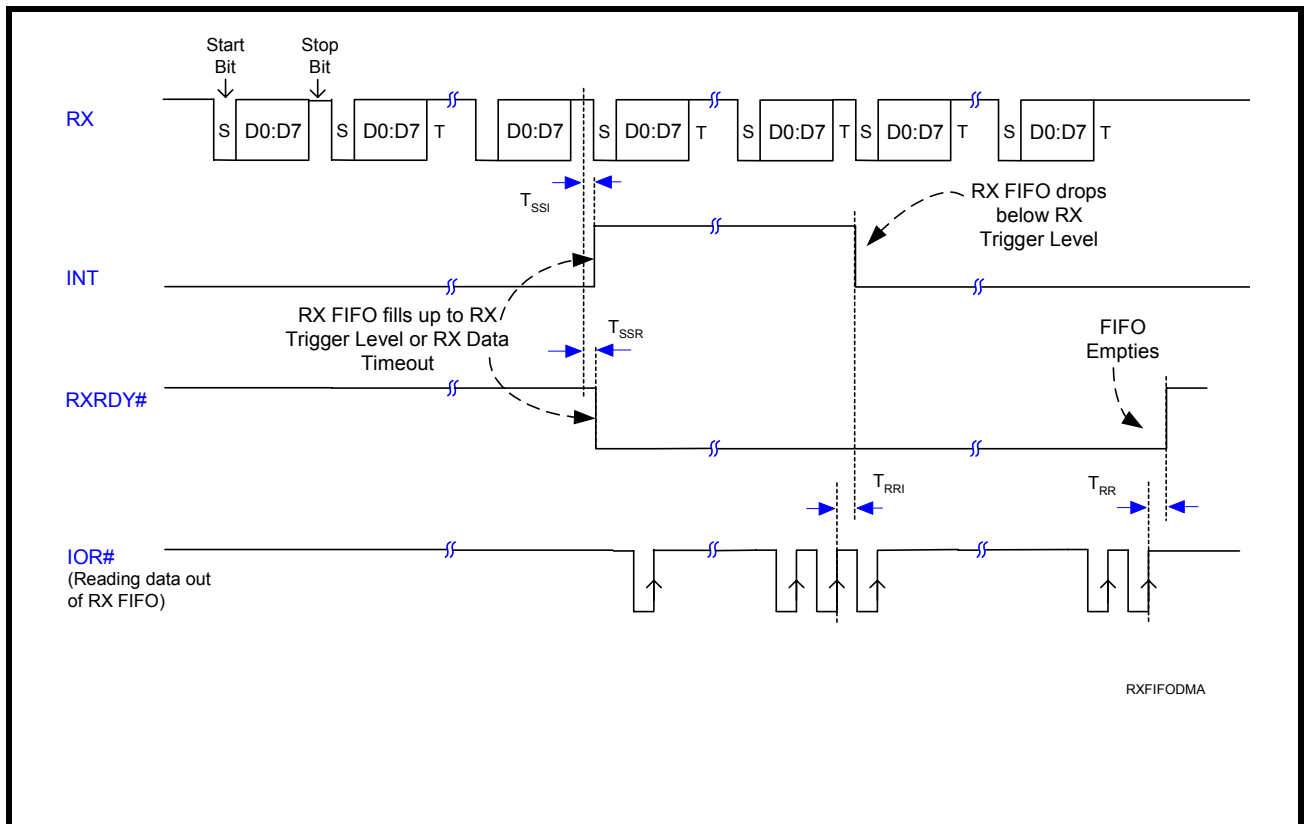 Start
Bit
Stop
Bit
RX
S D0:D7 S D0:D7 T D0:D7 S D0:D7 T S D0:D7 T S D0:D7 T S D0:D7 T
TSSI
RX FIFO drops
below RX
Trigger Level
INT
RX FIFO fills up to RX
Trigger Level or RX Data
Timeout
TSSR
FIFO
Empties
RXRDY#
TRRI
TRR
IOR#
(Reading data out
of RX FIFO)
RXFIFODMA